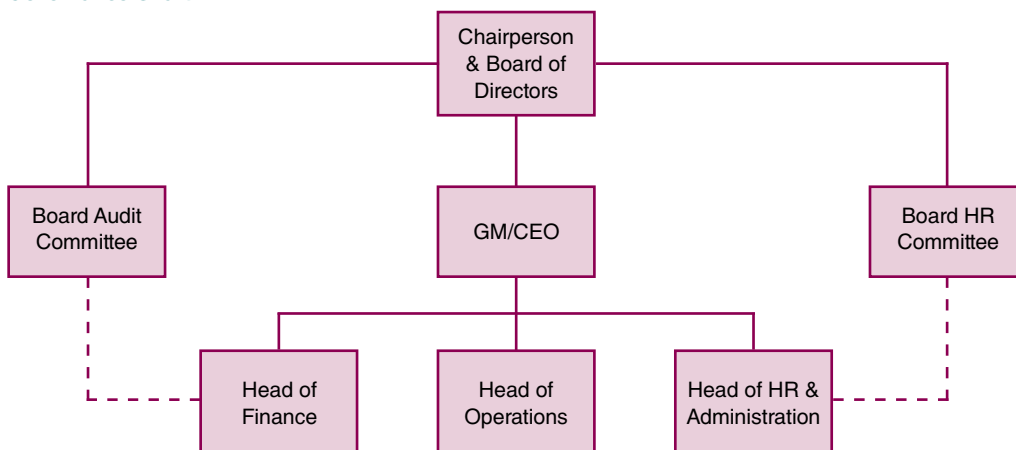 Chairperson
& Board of
Directors
Board Audit
Committee
GM/CEO
Board HR
Committee
Head of
Finance
Head of
Operations
Head of HR &
Administration